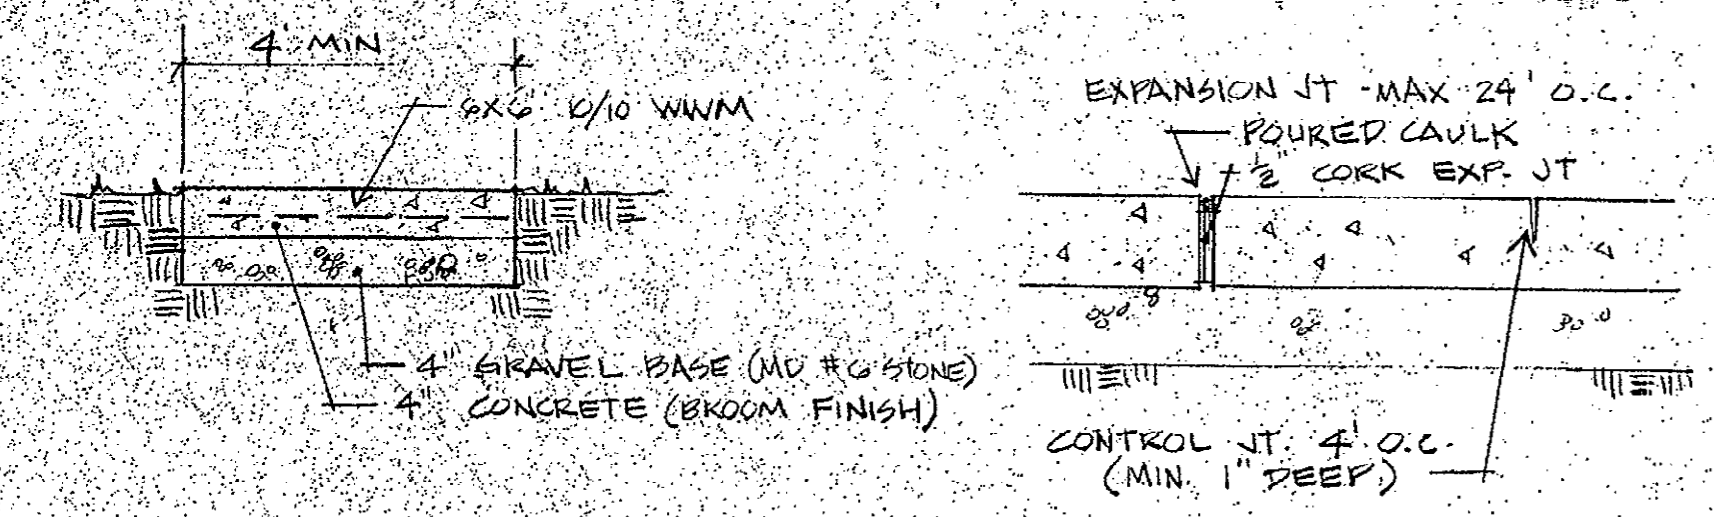 4' MIN
6X6 10/10 WWM
4" GRAVEL BASE (MD #6 STONE)
4" CONCRETE (BROOM FINISH)
EXPANSION JT - MAX 24' O.C.
POURED CAULK
1/2" CORK EXP. JT
CONTROL JT. 4' O.C.
(MIN. 1" DEEP.)